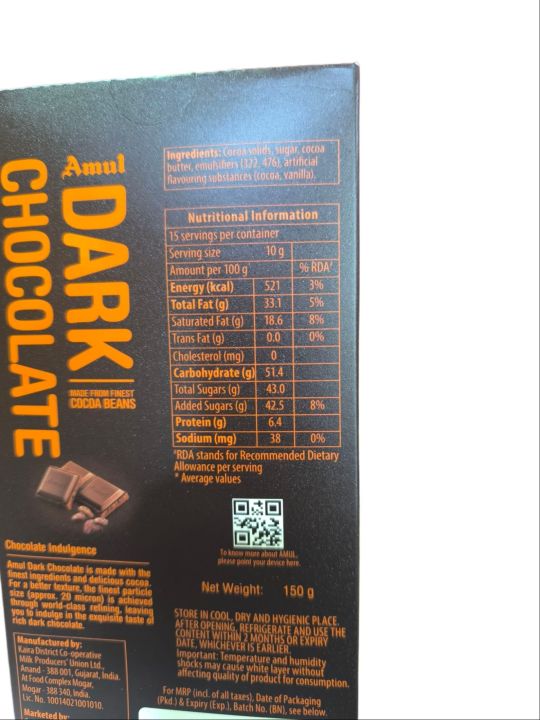 Amul
DARK
CHOCOLATE
MADE FROM FINEST
COCOA BEANS
Chocolate Indulgence
Amul Dark Chocolate is made with the
finest ingredients and delicious cocoa.
For a better texture, the finest particle
size (approx. 20 micron) is achieved
through world-class refining, leaving
you to indulge in the exquisite taste of
rich dark chocolate.
Manufactured by:
Kaira District Co-operative
Milk Producers' Union Ltd.,
Anand - 388 001, Gujarat, India.
At Food Complex Mogar,
Mogar - 388 340, India.
Lic. No. 10014021001010.
Marketed by:
Ingredients: Cocoa solids, sugar, cocoa
butter, emulsifiers (322, 476), artificial
flavouring substances (cocoa, vanilla).
Nutritional Information
15 servings per container
Serving size 10 g
Amount per 100 g % RDA#
Energy (kcal) 521 3%
Total Fat (g) 33.1 5%
Saturated Fat (g) 18.6 8%
Trans Fat (g) 0.0 0%
Cholesterol (mg) 0
Carbohydrate (g) 51.4
Total Sugars (g) 43.0
Added Sugars (g) 42.5 8%
Protein (g) 6.4
Sodium (mg) 38 0%
#RDA stands for Recommended Dietary
Allowance per serving
* Average values
To know more about AMUL,
please point your device here.
Net Weight: 150 g
STORE IN COOL, DRY AND HYGIENIC PLACE.
AFTER OPENING, REFRIGERATE AND USE THE
CONTENT WITHIN 2 MONTHS OR EXPIRY
DATE, WHICHEVER IS EARLIER.
Important: Temperature and humidity
shocks may cause white layer without
affecting quality of product for consumption.
For MRP (incl. of all taxes), Date of Packaging
(Pkd.) & Expiry (Exp.), Batch No. (BN), see below.